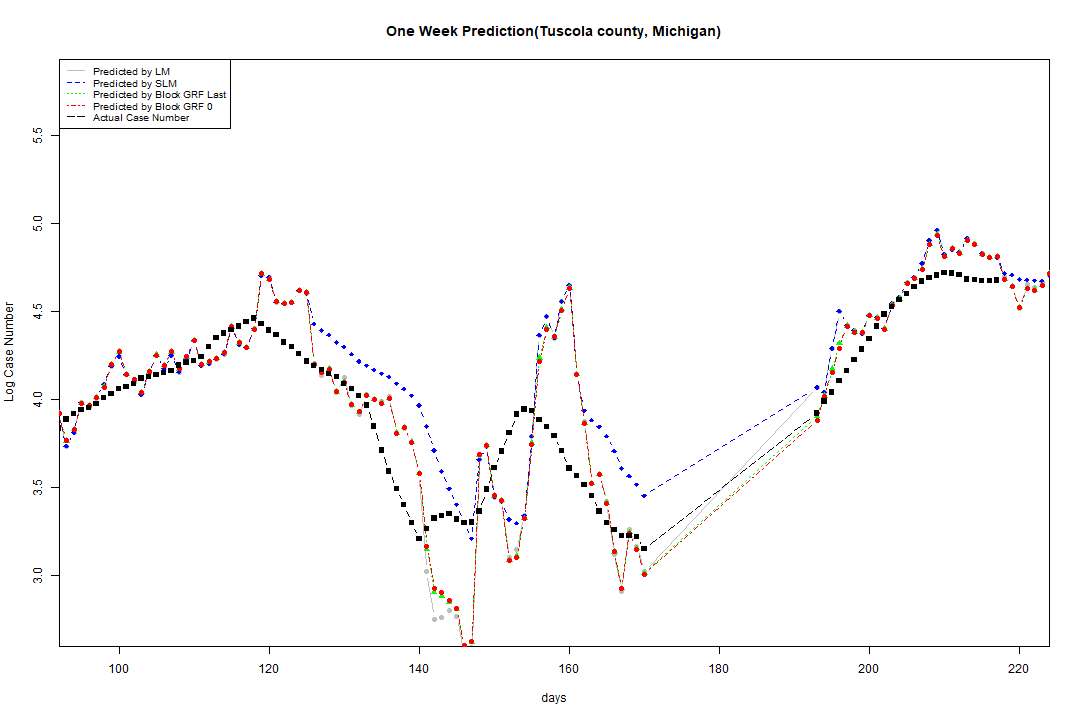 One Week Prediction(Tuscola county, Michigan)
Predicted by LM
Predicted by SLM
Predicted by Block GRF Last
Predicted by Block GRF 0
Actual Case Number
Log Case Number
5.5
5.0
4.5
4.0
3.5
3.0
100 120 140 160 180 200 220
days